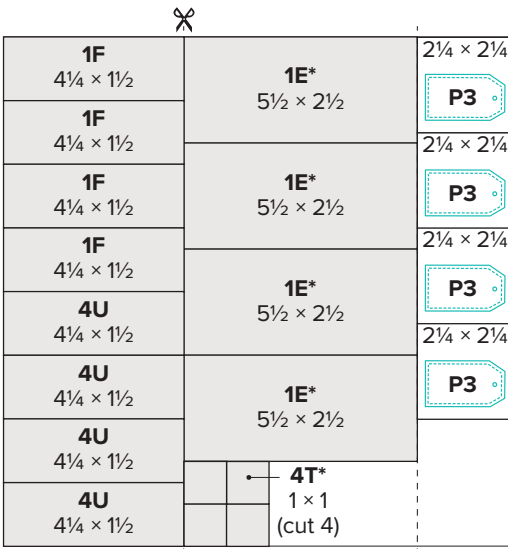 1F
4¼ × 1½
1F
4¼ × 1½
1F
4¼ × 1½
1F
4¼ × 1½
4U
4¼ × 1½
4U
4¼ × 1½
4U
4¼ × 1½
4U
4¼ × 1½
1E*
5½ × 2½
1E*
5½ × 2½
1E*
5½ × 2½
1E*
5½ × 2½
4T*
1 × 1
(cut 4)
2¼ × 2¼
P3
2¼ × 2¼
P3
2¼ × 2¼
P3
2¼ × 2¼
P3